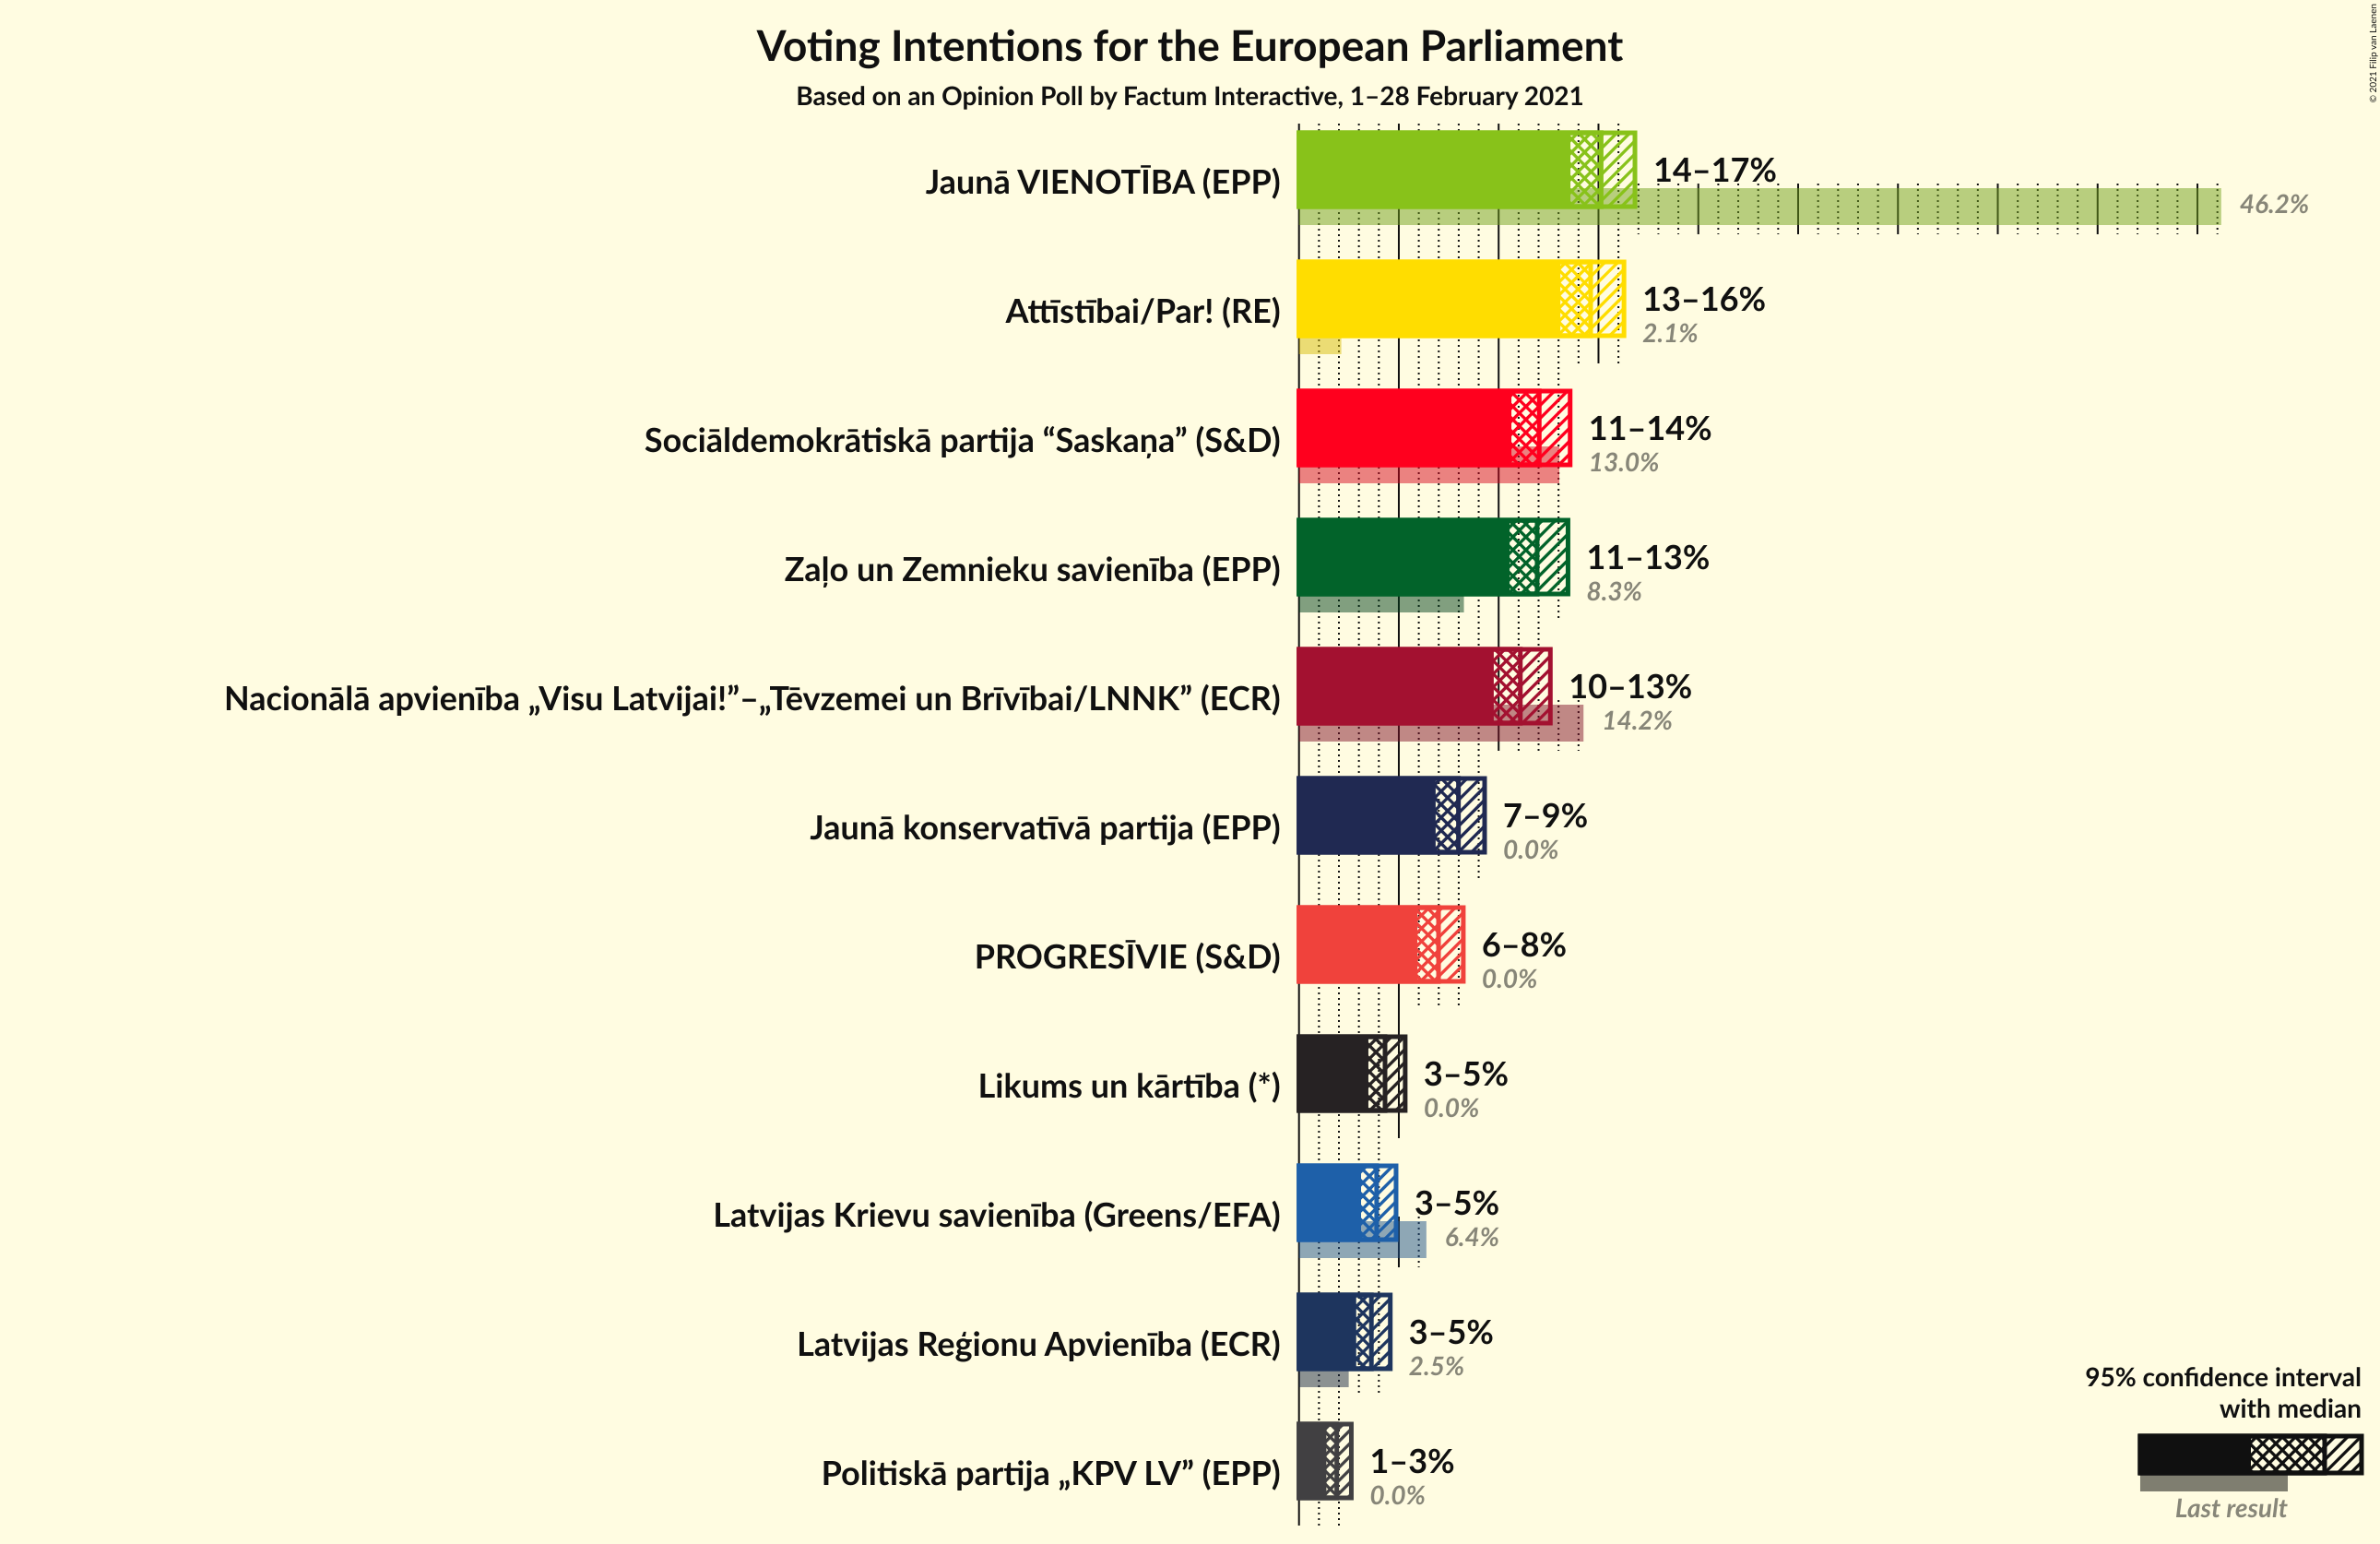 Voting Intentions for the European Parliament
Based on an Opinion Poll by Factum Interactive, 1–28 February 2021
© 2021 Filip van Laenen
Jaunā VIENOTĪBA (EPP)
14–17%
46.2%
Attīstībai/Par! (RE)
13–16%
2.1%
Sociāldemokrātiskā partija “Saskaņa” (S&D)
11–14%
13.0%
Zaļo un Zemnieku savienība (EPP)
11–13%
8.3%
Nacionālā apvienība „Visu Latvijai!”–„Tēvzemei un Brīvībai/LNNK” (ECR)
10–13%
14.2%
Jaunā konservatīvā partija (EPP)
7–9%
0.0%
PROGRESĪVIE (S&D)
6–8%
0.0%
Likums un kārtība (*)
3–5%
0.0%
Latvijas Krievu savienība (Greens/EFA)
3–5%
6.4%
Latvijas Reģionu Apvienība (ECR)
3–5%
2.5%
Politiskā partija „KPV LV” (EPP)
1–3%
0.0%
95% confidence interval
with median
Last result